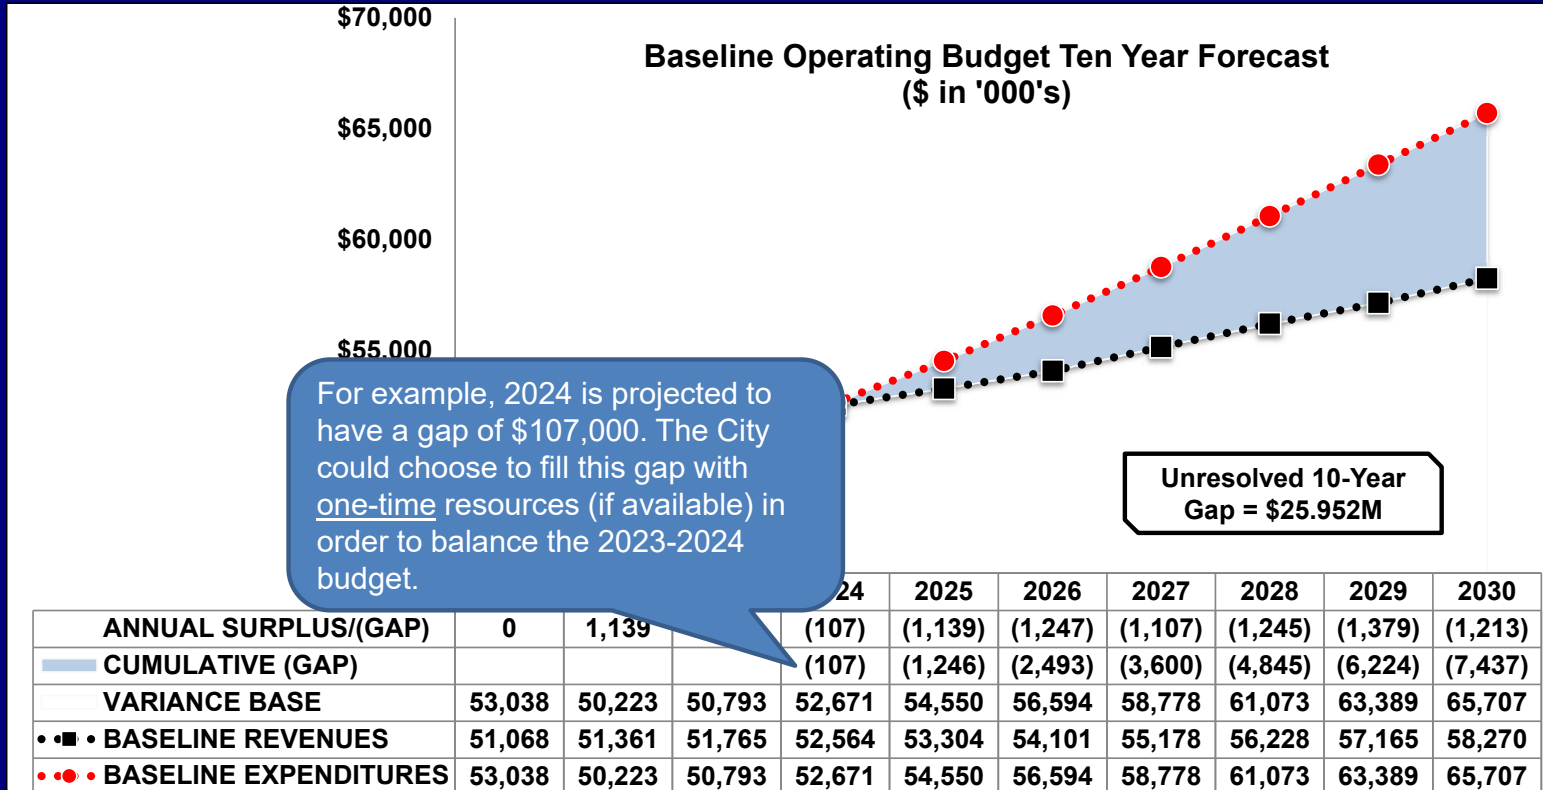 $70,000
Baseline Operating Budget Ten Year Forecast
($ in '000's)
$65,000
$60,000
$55,000
For example, 2024 is projected to
have a gap of $107,000. The City
could choose to fill this gap with
one-time resources (if available) in
order to balance the 2023-2024
budget.
Unresolved 10-Year
Gap = $25.952M
24 2025 2026 2027 2028 2029 2030
ANNUAL SURPLUS/(GAP) 0 1,139 (107) (1,139) (1,247) (1,107) (1,245) (1,379) (1,213)
CUMULATIVE (GAP) (107) (1,246) (2,493) (3,600) (4,845) (6,224) (7,437)
VARIANCE BASE 53,038 50,223 50,793 52,671 54,550 56,594 58,778 61,073 63,389 65,707
BASELINE REVENUES 51,068 51,361 51,765 52,564 53,304 54,101 55,178 56,228 57,165 58,270
BASELINE EXPENDITURES 53,038 50,223 50,793 52,671 54,550 56,594 58,778 61,073 63,389 65,707